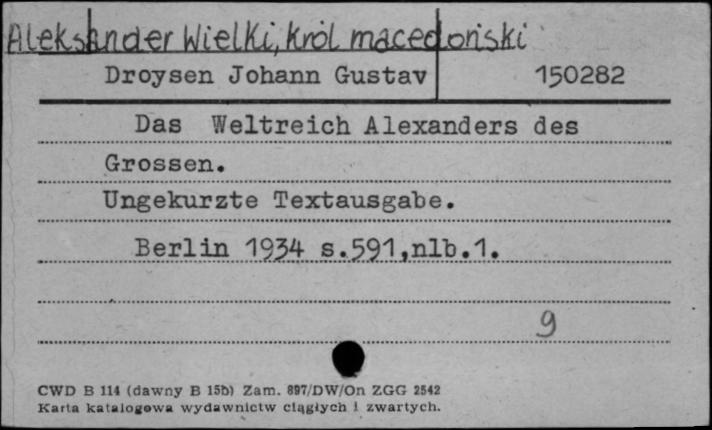 Aleksander Wielki, król macedoński
Droysen Johann Gustav 150282
Das Weltreich Alexanders des
Grossen.
Ungekurzte Textausgabe.
Berlin 1934 s.591,nlb.1.
9
CWD B 114 (dawny B 15b) Zam. 897/DW/On ZGG 2542
Karta katalogowa wydawnictw ciągłych i zwartych.